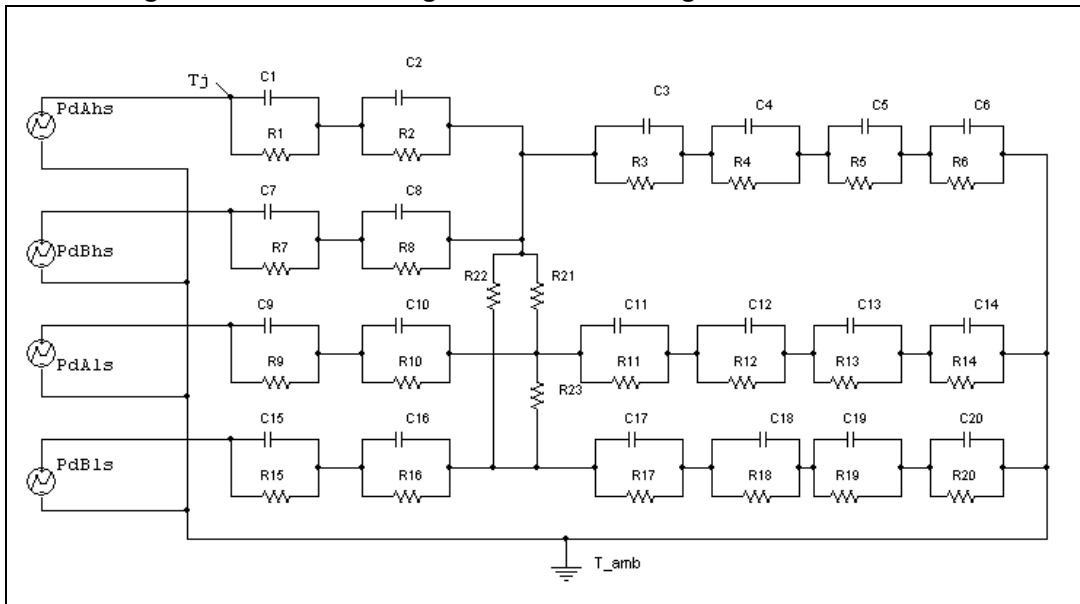 C2
Tj
C1
C3
C4
C5
C6
PdAhs
R1
R2
R3
R4
R5
R6
C7
C8
PdBhs
R7
R8
R22
R21
C9
C10
C11
C12
C13
C14
PdAls
R9
R10
R11
R12
R13
R14
R23
C15
C16
C17
C18
C19
C20
PdBls
R15
R16
R17
R18
R19
R20
T_amb